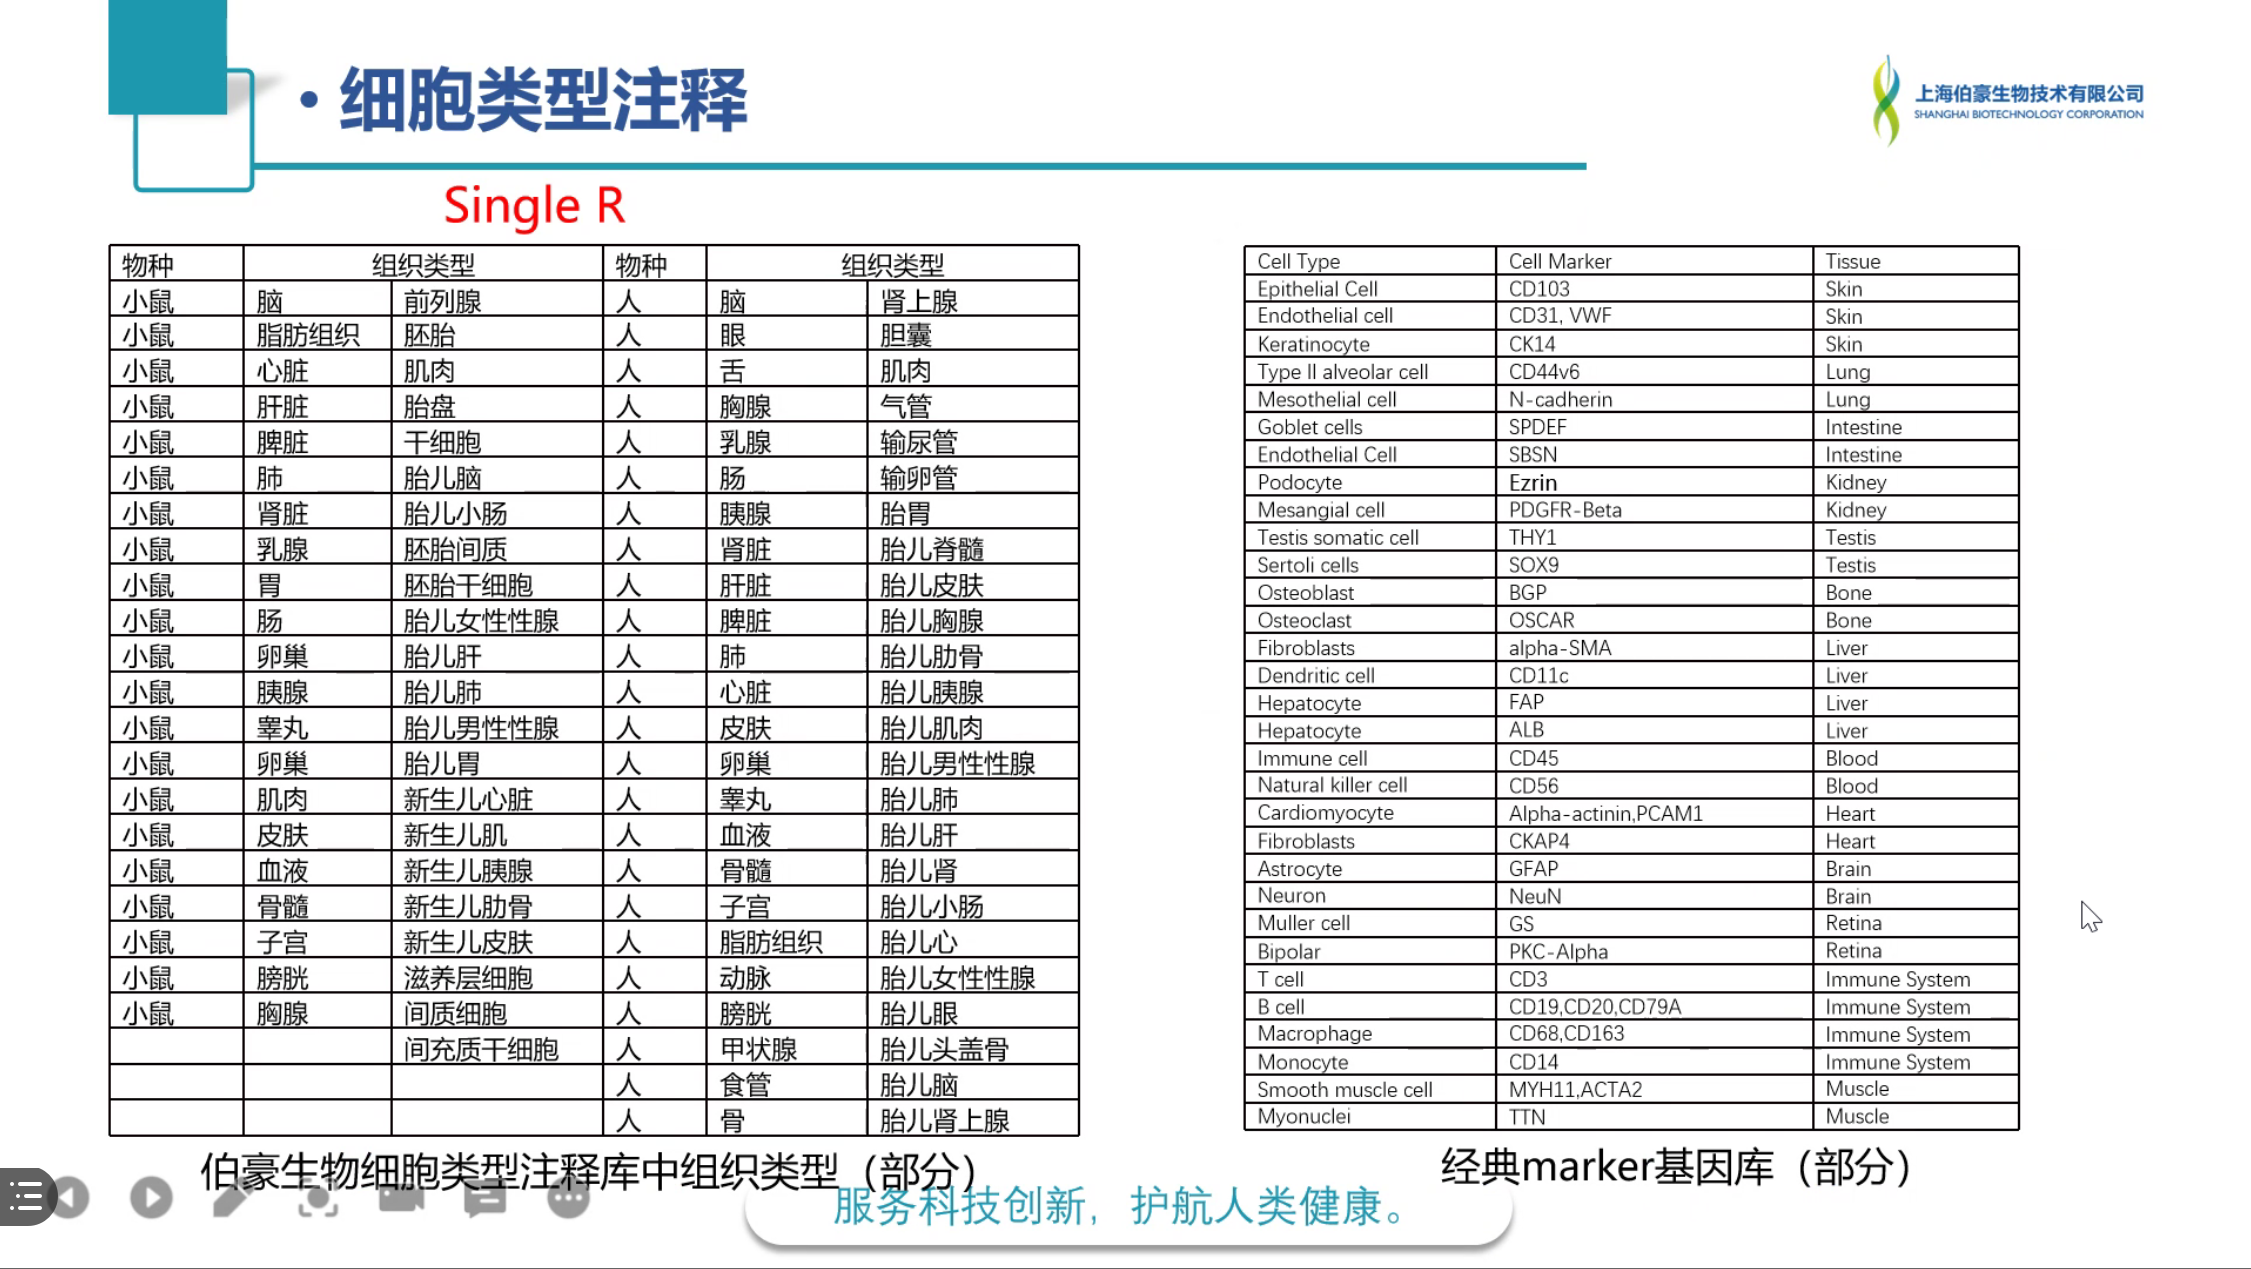 • 细胞类型注释
上海伯豪生物技术有限公司
SHANGHAI BIOTECHNOLOGY CORPORATION
Single R
物种 组织类型 物种 组织类型
小鼠 脑 前列腺 人 脑 肾上腺
小鼠 脂肪组织 胚胎 人 眼 胆囊
小鼠 心脏 肌肉 人 舌 肌肉
小鼠 肝脏 胎盘 人 胸腺 气管
小鼠 脾脏 干细胞 人 乳腺 输尿管
小鼠 肺 胎儿脑 人 肠 输卵管
小鼠 肾脏 胎儿小肠 人 胰腺 胎胃
小鼠 乳腺 胚胎间质 人 肾脏 胎儿脊髓
小鼠 胃 胚胎干细胞 人 肝脏 胎儿皮肤
小鼠 肠 胎儿女性性腺 人 脾脏 胎儿胸腺
小鼠 卵巢 胎儿肝 人 肺 胎儿肋骨
小鼠 胰腺 胎儿肺 人 心脏 胎儿胰腺
小鼠 睾丸 胎儿男性性腺 人 皮肤 胎儿肌肉
小鼠 卵巢 胎儿胃 人 卵巢 胎儿男性性腺
小鼠 肌肉 新生儿心脏 人 睾丸 胎儿肺
小鼠 皮肤 新生儿肌 人 血液 胎儿肝
小鼠 血液 新生儿胰腺 人 骨髓 胎儿肾
小鼠 骨髓 新生儿肋骨 人 子宫 胎儿小肠
小鼠 子宫 新生儿皮肤 人 脂肪组织 胎儿心
小鼠 膀胱 滋养层细胞 人 动脉 胎儿女性性腺
小鼠 胸腺 间质细胞 人 膀胱 胎儿眼
间充质干细胞 人 甲状腺 胎儿头盖骨
人 食管 胎儿脑
人 骨 胎儿肾上腺
伯豪生物细胞类型注释库中组织类型（部分）
Cell Type Cell Marker Tissue
Epithelial Cell CD103 Skin
Endothelial cell CD31, VWF Skin
Keratinocyte CK14 Skin
Type II alveolar cell CD44v6 Lung
Mesothelial cell N-cadherin Lung
Goblet cells SPDEF Intestine
Endothelial Cell SBSN Intestine
Podocyte Ezrin Kidney
Mesangial cell PDGFR-Beta Kidney
Testis somatic cell THY1 Testis
Sertoli cells SOX9 Testis
Osteoblast BGP Bone
Osteoclast OSCAR Bone
Fibroblasts alpha-SMA Liver
Dendritic cell CD11c Liver
Hepatocyte FAP Liver
Hepatocyte ALB Liver
Immune cell CD45 Blood
Natural killer cell CD56 Blood
Cardiomyocyte Alpha-actinin,PCAM1 Heart
Fibroblasts CKAP4 Heart
Astrocyte GFAP Brain
Neuron NeuN Brain
Muller cell GS Retina
Bipolar PKC-Alpha Retina
T cell CD3 Immune System
B cell CD19,CD20,CD79A Immune System
Macrophage CD68,CD163 Immune System
Monocyte CD14 Immune System
Smooth muscle cell MYH11,ACTA2 Muscle
Myonuclei TTN Muscle
经典marker基因库（部分）
服务科技创新，护航人类健康。